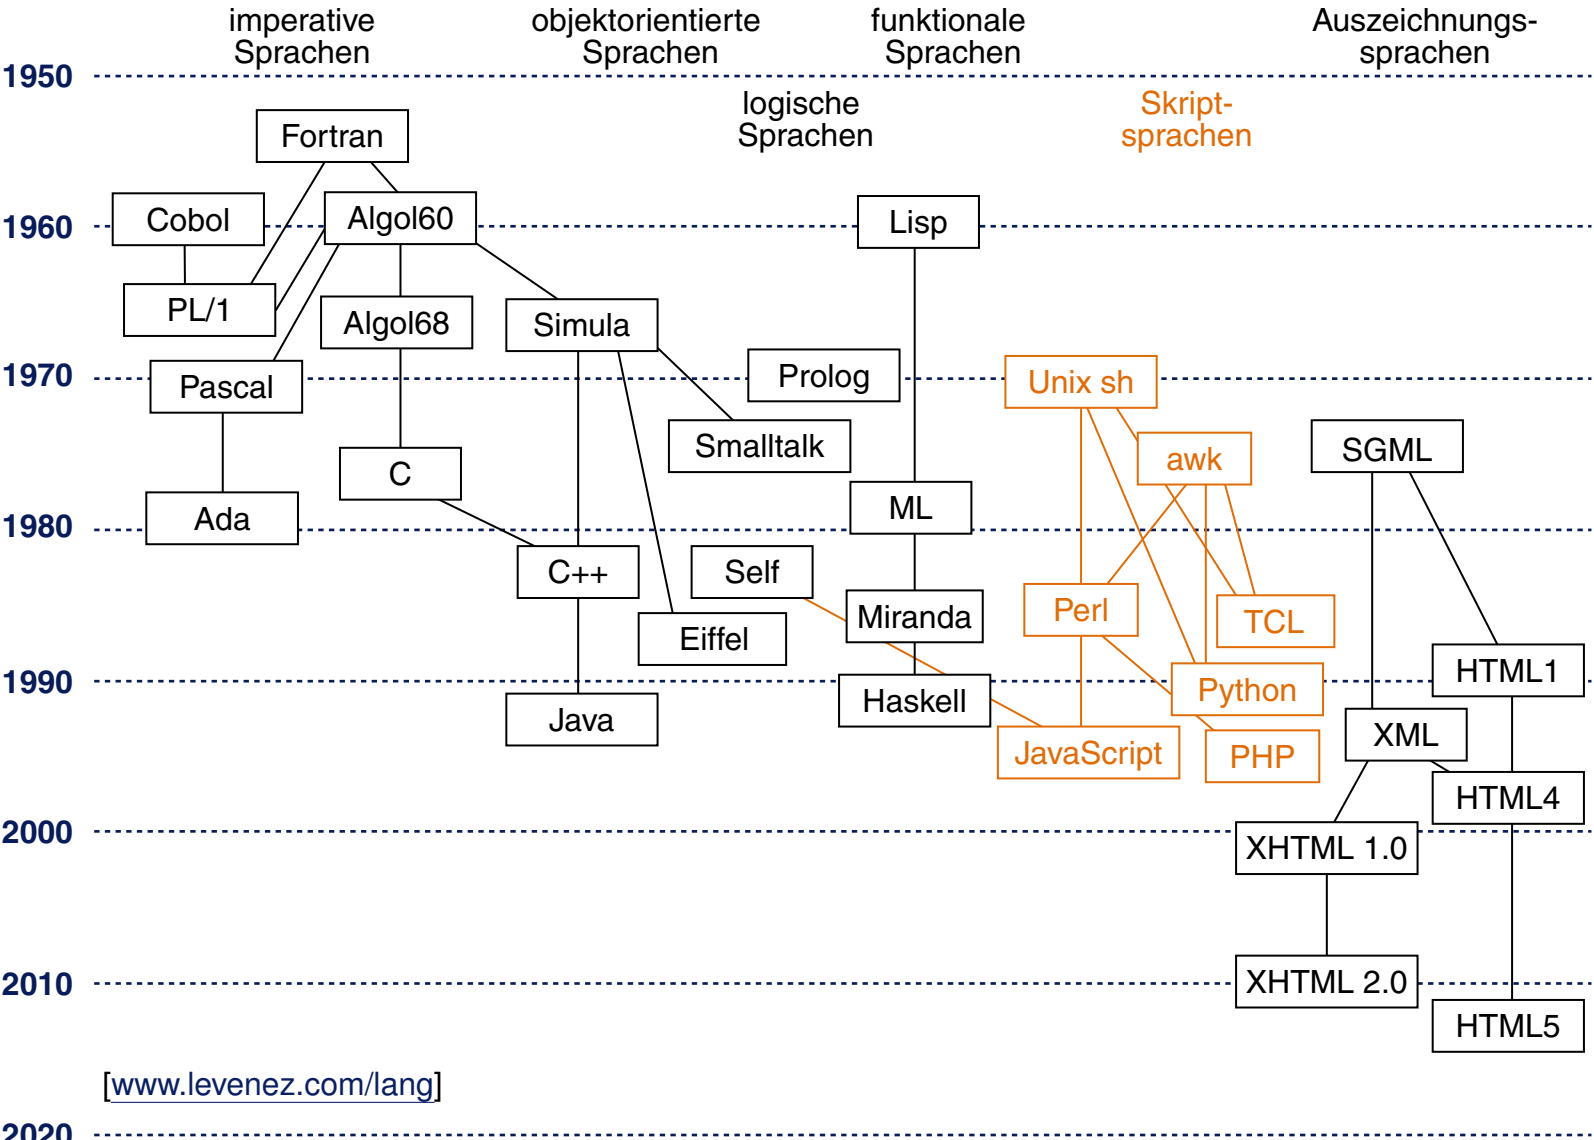 imperative
Sprachen
objektorientierte
Sprachen
funktionale
Sprachen
Auszeichnungs-
sprachen
1950
logische
Sprachen
Skript-
sprachen
Fortran
Cobol
Algol60
Lisp
1960
PL/1
Algol68
Simula
Prolog
Unix sh
1970
Pascal
Smalltalk
awk
SGML
C
ML
Ada
1980
C++
Self
Miranda
Perl
TCL
Eiffel
HTML1
1990
Haskell
Python
Java
XML
JavaScript
PHP
HTML4
2000
XHTML 1.0
2010
XHTML 2.0
HTML5
[www.levenez.com/lang]
2020